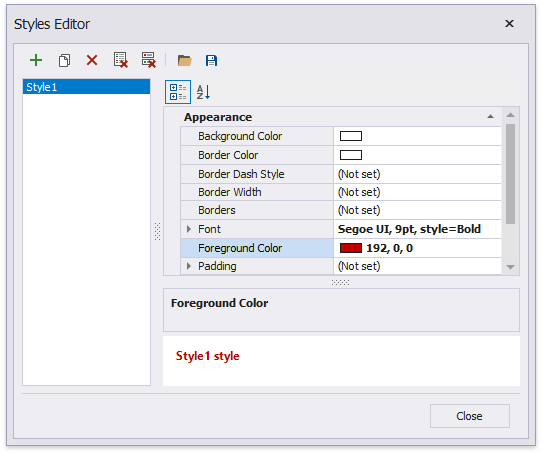 Styles Editor
Style1
A
Z
Appearance
Background Color
Border Color
Border Dash Style (Not set)
Border Width (Not set)
Borders (Not set)
Font Segoe UI, 9pt, style=Bold
Foreground Color 192, 0, 0
Padding (Not set)
Foreground Color
Style1 style
Close